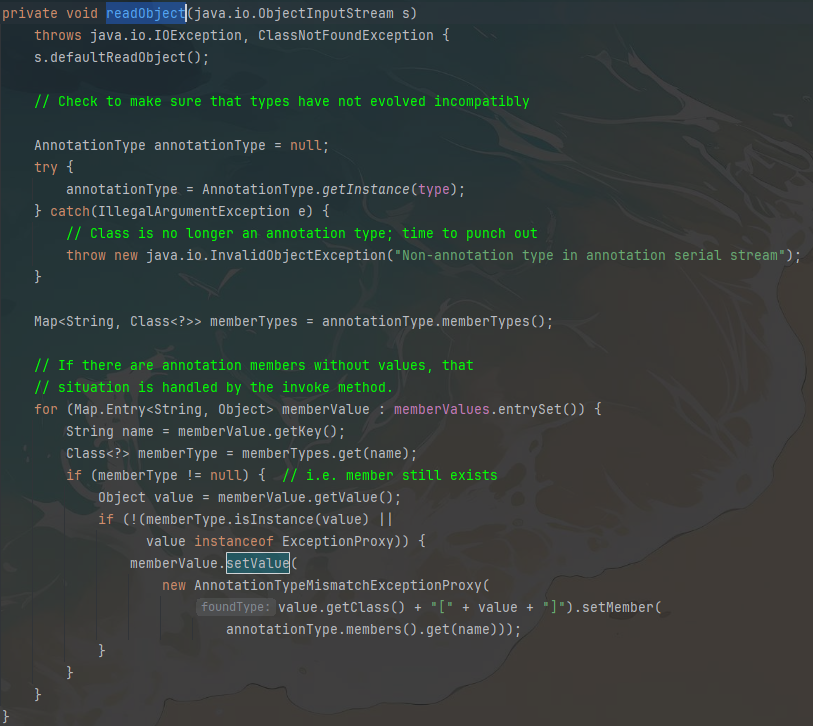 private void readObject(java.io.ObjectInputStream s)
    throws java.io.IOException, ClassNotFoundException {
    s.defaultReadObject();

    // Check to make sure that types have not evolved incompatibly

    AnnotationType annotationType = null;
    try {
        annotationType = AnnotationType.getInstance(type);
    } catch(IllegalArgumentException e) {
        // Class is no longer an annotation type; time to punch out
        throw new java.io.InvalidObjectException("Non-annotation type in annotation serial stream");
    }

    Map<String, Class<?>> memberTypes = annotationType.memberTypes();

    // If there are annotation members without values, that
    // situation is handled by the invoke method.
    for (Map.Entry<String, Object> memberValue : memberValues.entrySet()) {
        String name = memberValue.getKey();
        Class<?> memberType = memberTypes.get(name);
        if (memberType != null) {  // i.e. member still exists
            Object value = memberValue.getValue();
            if (!(memberType.isInstance(value) ||
                  value instanceof ExceptionProxy)) {
                memberValue.setValue(
                    new AnnotationTypeMismatchExceptionProxy(
                        foundType: value.getClass() + "[" + value + "]").setMember(
                            annotationType.members().get(name)));
            }
        }
    }
}